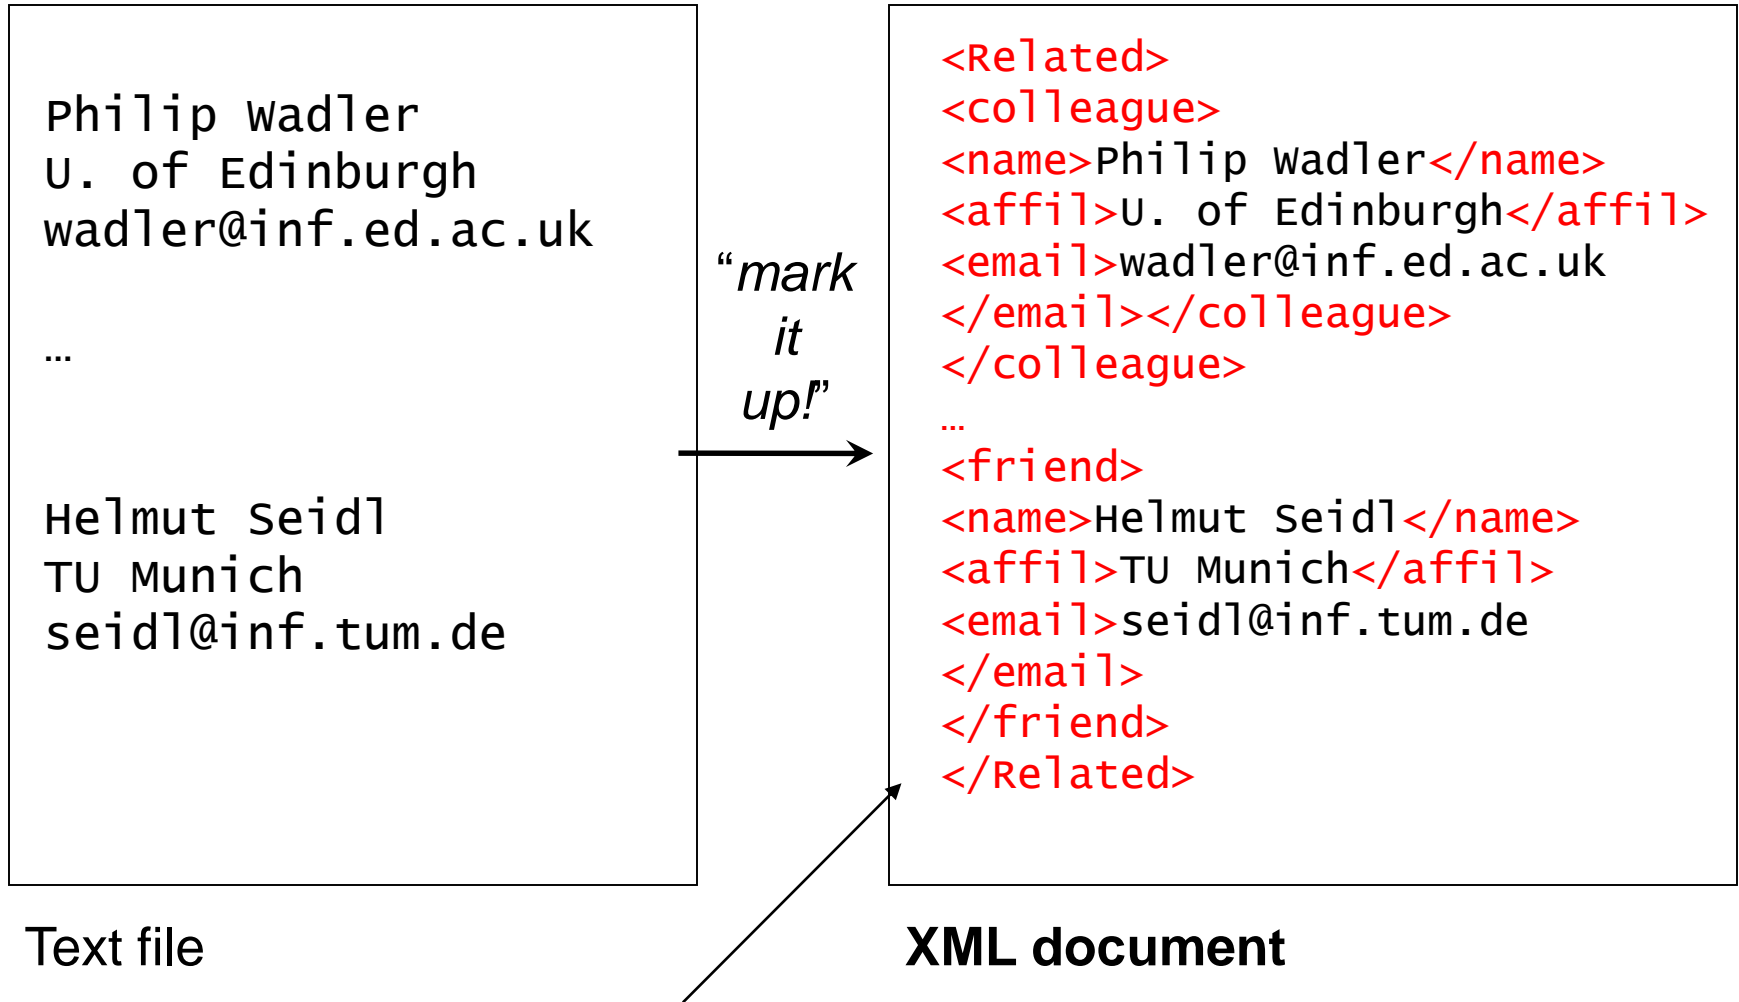 Philip Wadler
U. of Edinburgh
wadler@inf.ed.ac.uk
…
Helmut Seidl
TU Munich
seidl@inf.tum.de
“mark
it
up!”
<Related>
<colleague>
<name>Philip Wadler</name>
<affil>U. of Edinburgh</affil>
<email>wadler@inf.ed.ac.uk
</email></colleague>
</colleague>
…
<friend>
<name>Helmut Seidl</name>
<affil>TU Munich</affil>
<email>seidl@inf.tum.de
</email>
</friend>
</Related>
Text file
XML document